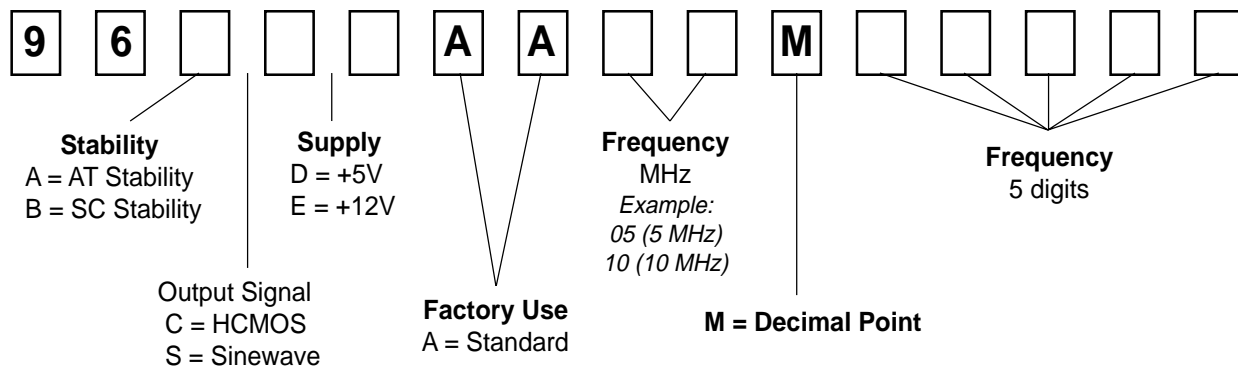 9 6 A A M
Stability
A = AT Stability
B = SC Stability
Output Signal
C = HCMOS
S = Sinewave
Supply
D = +5V
E = +12V
Factory Use
A = Standard
Frequency
MHz
Example:
05 (5 MHz)
10 (10 MHz)
M = Decimal Point
Frequency
5 digits